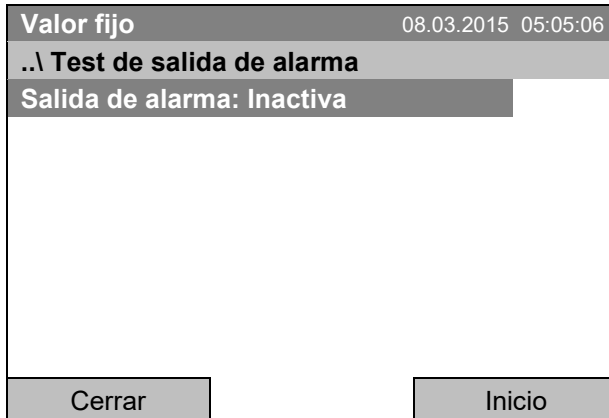 Valor fijo 08.03.2015 05:05:06
..\ Test de salida de alarma
Salida de alarma: Inactiva
Cerrar Inicio